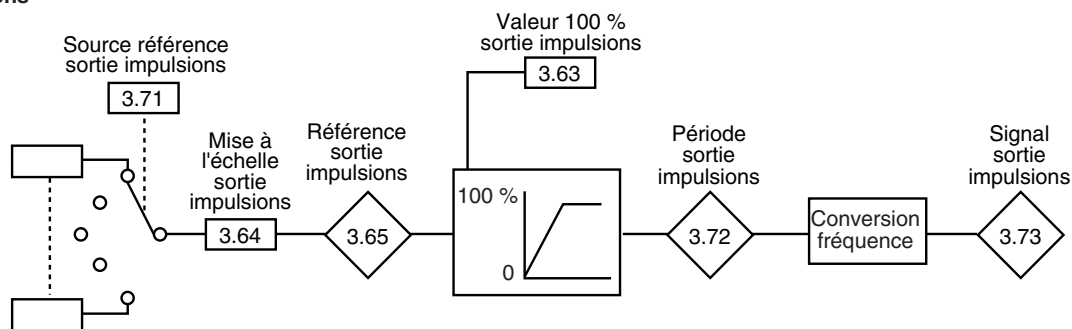 Source référence
sortie impulsions
3.71
Mise à
l'échelle
sortie
impulsions
3.64
Référence
sortie
impulsions
3.65
Valeur 100 %
sortie impulsions
3.63
100 %
0
Période
sortie
impulsions
3.72
Conversion
fréquence
Signal
sortie
impulsions
3.73